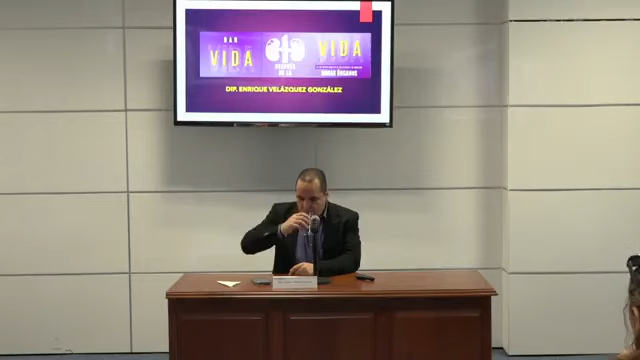 DAR
VIDA
DESPUÉS
DE LA
VIDA
DONAR ÓRGANOS
DIP. ENRIQUE VELÁZQUEZ GONZÁLEZ